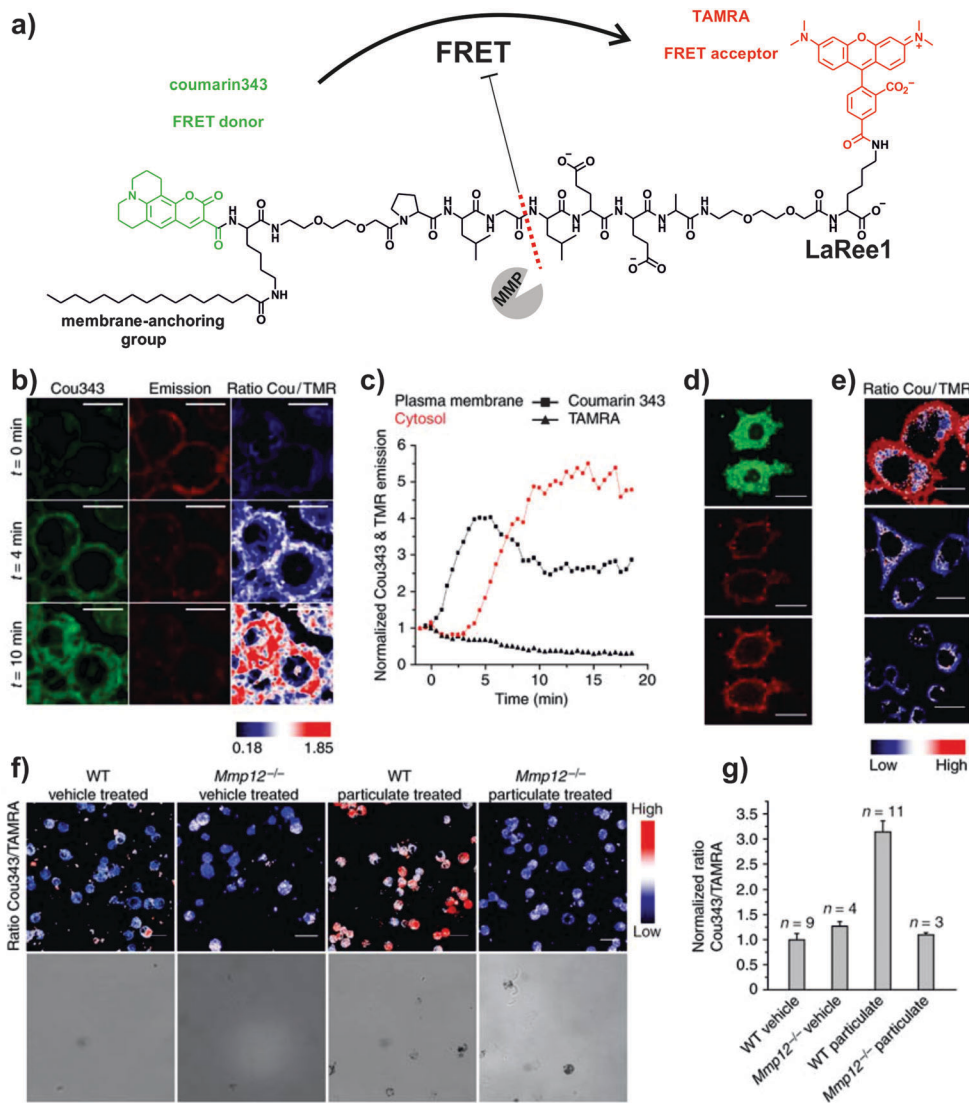 a)
FRET
TAMRA
FRET acceptor
coumarin343
FRET donor
N
N+
O
CO2−
O
NH
N
O
O
O
H
N
O
N
H
O
O
O
N
O
H
N
O
N
H
O
H
N
O
N
H
O
H
N
O
N
H
O
O
O
N
H
O−
O
−O
O
O
O−
NH
O
MMP
LaRee1
membrane-anchoring
group
b)
Cou343
Emission
Ratio Cou/TMR
t = 0 min
t = 4 min
t = 10 min
0.18
1.85
c)
Plasma membrane
Cytosol
Coumarin 343
TAMRA
Normalized Cou343 & TMR emission
6
5
4
3
2
1
0
0
5
10
15
20
Time (min)
d)
e)
Ratio Cou/TMR
Low
High
f)
WT
vehicle treated
Mmp12−/−
vehicle treated
WT
particulate treated
Mmp12−/−
particulate treated
Ratio Cou343/TAMRA
High
Low
g)
Normalized ratio
Cou343/TAMRA
3.5
3.0
2.5
2.0
1.5
1.0
0.5
0
n = 9
n = 4
n = 11
n = 3
WT vehicle
Mmp12−/− vehicle
WT particulate
Mmp12−/− particulate